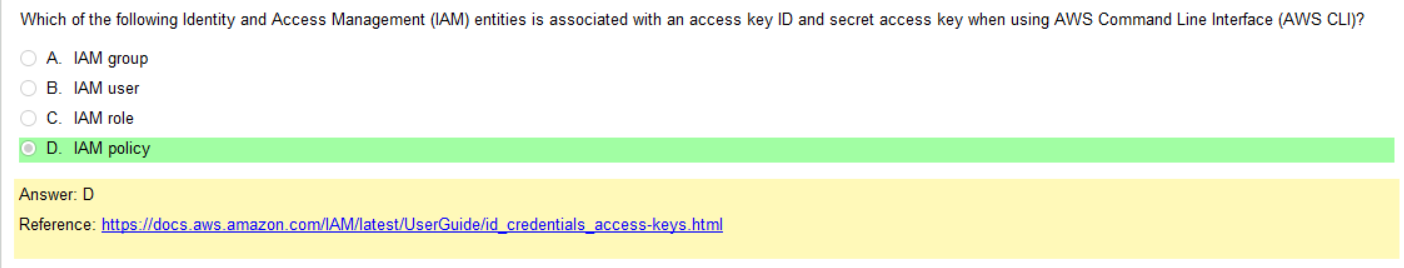 Which of the following Identity and Access Management (IAM) entities is associated with an access key ID and secret access key when using AWS Command Line Interface (AWS CLI)?
A. IAM group
B. IAM user
C. IAM role
D. IAM policy
Answer: D
Reference: https://docs.aws.amazon.com/IAM/latest/UserGuide/id_credentials_access-keys.html